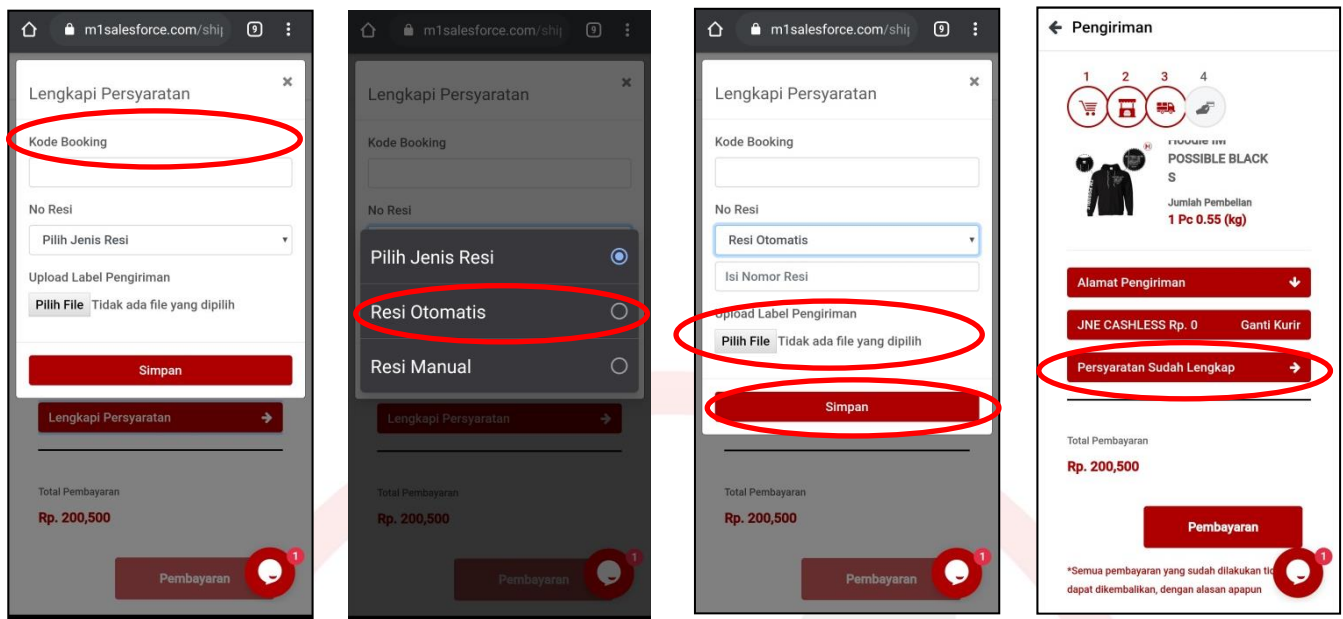 m1salesforce.com/ship
9
Lengkapi Persyaratan
×
Kode Booking
No Resi
Pilih Jenis Resi
Upload Label Pengiriman
Pilih File Tidak ada file yang dipilih
Simpan
Lengkapi Persyaratan
Total Pembayaran
Rp. 200,500
Pembayaran
1
m1salesforce.com/ship
9
Lengkapi Persyaratan
×
Kode Booking
No Resi
Pilih Jenis Resi
Resi Otomatis
Resi Manual
Lengkapi Persyaratan
Total Pembayaran
Rp. 200,500
Pembayaran
1
m1salesforce.com/ship
9
Lengkapi Persyaratan
×
Kode Booking
No Resi
Resi Otomatis
Isi Nomor Resi
Upload Label Pengiriman
Pilih File Tidak ada file yang dipilih
Simpan
Total Pembayaran
Rp. 200,500
Pembayaran
1
Pengiriman
1 2 3 4
Hoodie IM
POSSIBLE BLACK
S
Jumlah Pembelian
1 Pc 0.55 (kg)
Alamat Pengiriman
JNE CASHLESS Rp. 0 Ganti Kurir
Persyaratan Sudah Lengkap
Total Pembayaran
Rp. 200,500
Pembayaran
1
*Semua pembayaran yang sudah dilakukan
dapat dikembalikan, dengan alasan apapun